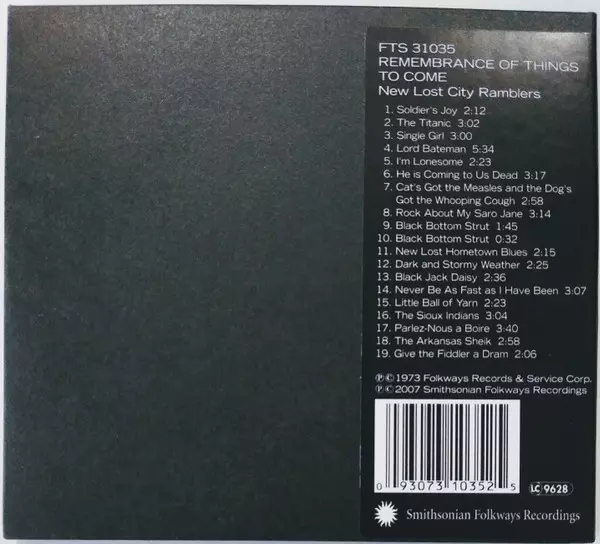 FTS 31035
REMEMBRANCE OF THINGS
TO COME
New Lost City Ramblers
1. Soldier's Joy 2:12
2. The Titanic 3:02
3. Single Girl 3:00
4. Lord Bateman 5:34
5. I'm Lonesome 2:23
6. He is Coming to Us Dead 3:17
7. Cat's Got the Measles and the Dog's
Got the Whooping Cough 2:58
8. Rock About My Saro Jane 3:14
9. Black Bottom Strut 1:45
10. Black Bottom Strut 0:32
11. New Lost Hometown Blues 2:15
12. Dark and Stormy Weather 2:25
13. Black Jack Daisy 2:36
14. Never Be As Fast as I Have Been 3:07
15. Little Ball of Yarn 2:23
16. The Sioux Indians 3:04
17. Parlez-Nous a Boire 3:40
18. The Arkansas Sheik 2:58
19. Give the Fiddler a Dram 2:06
℗ © 1973 Folkways Records & Service Corp.
℗ © 2007 Smithsonian Folkways Recordings
0 93073 10352 5
LC 9628
Smithsonian Folkways Recordings